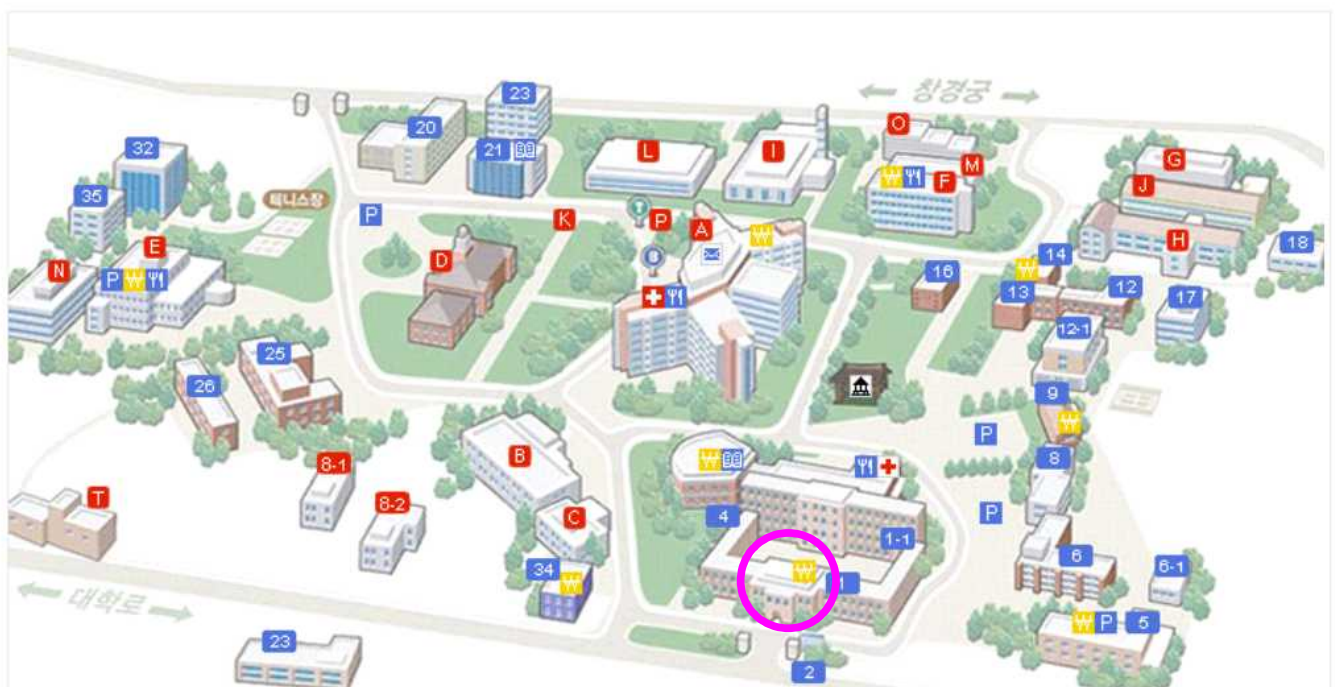 ← 창경궁 →
23
20
O
21
L
I
M
G
32
₩
F
J
35
테니스장
P
K
T
P
A
₩
H
18
E
D
B
14
N
P ₩
16
₩
13
12
17
12-1
25
26
9
P
₩
8-1
B
₩
8
8-2
T
C
4
P
1-1
34
₩
₩
1
6
6-1
← 대학로 →
₩ P
5
23
2